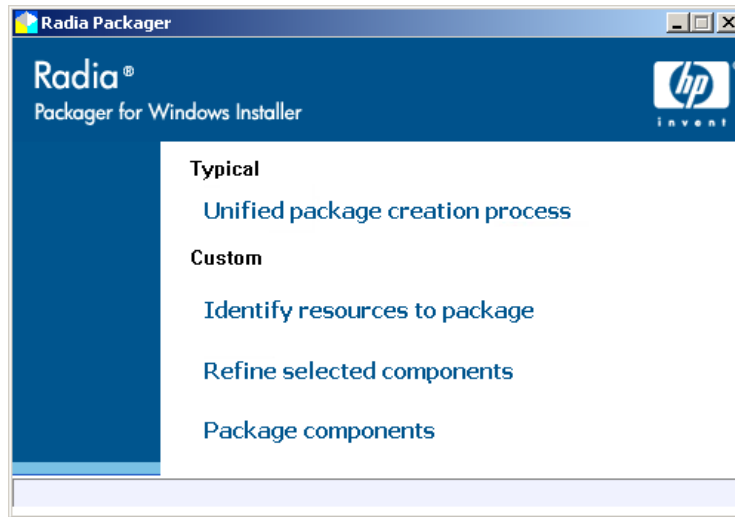 Radia Packager
Radia®
Packager for Windows Installer
hp
invent
Typical
Unified package creation process
Custom
Identify resources to package
Refine selected components
Package components